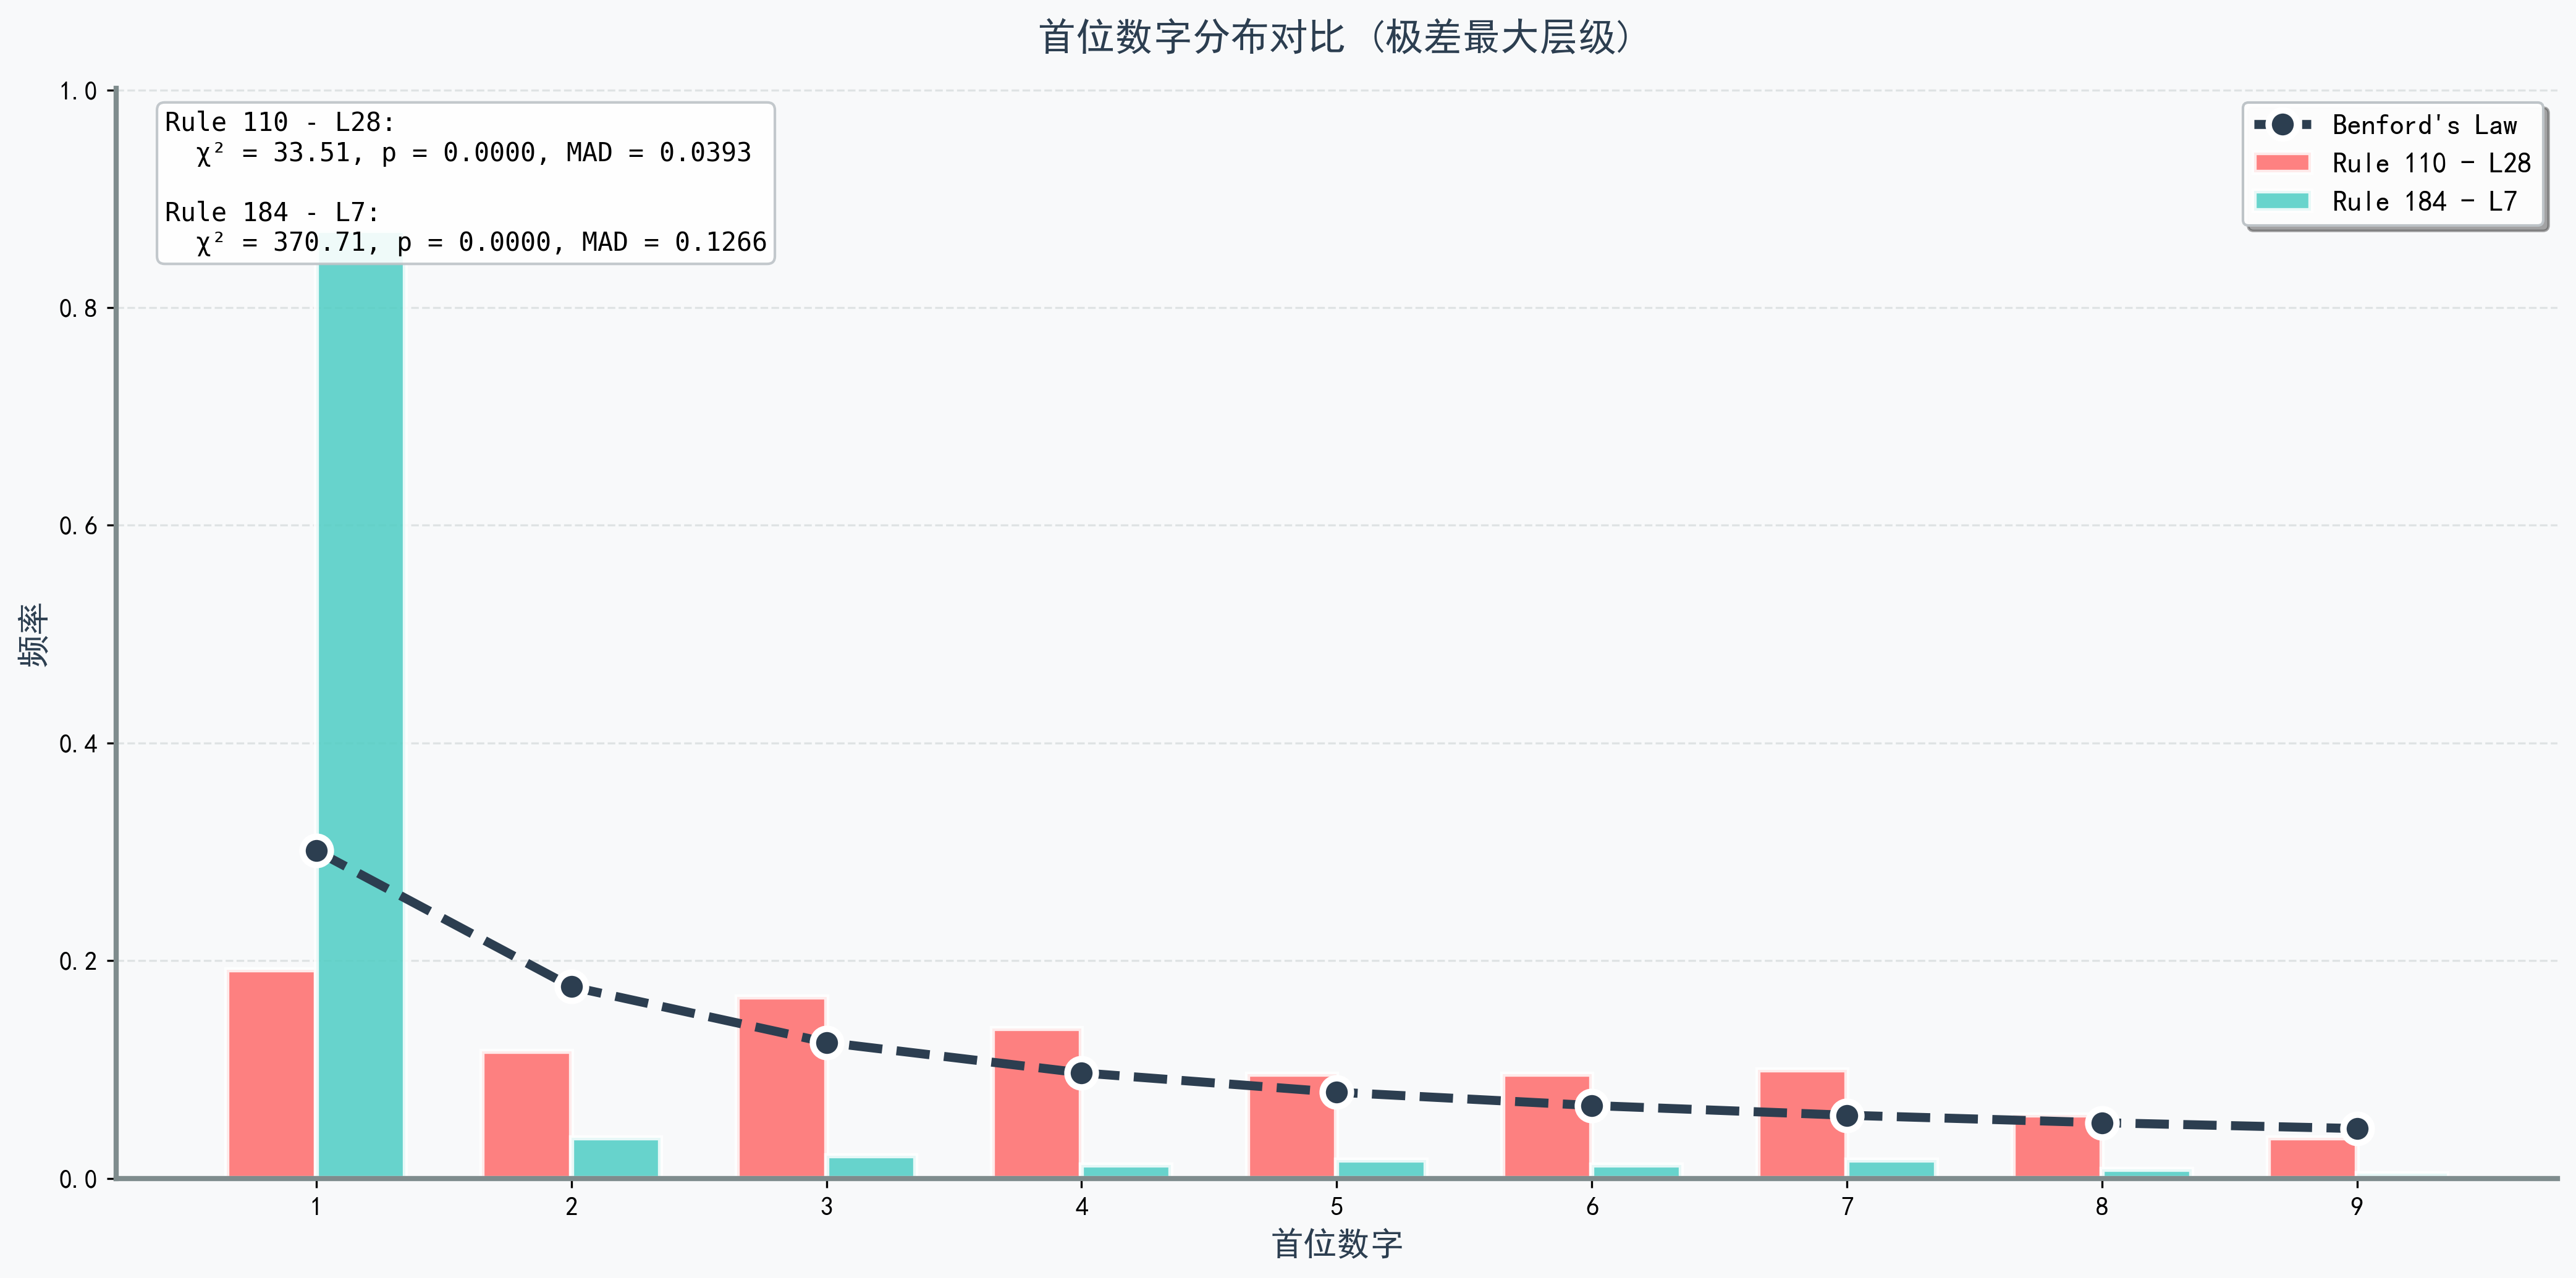 首位数字分布对比 (极差最大层级)
Rule 110 - L28:
χ² = 33.51, p = 0.0000, MAD = 0.0393
Rule 184 - L7:
χ² = 370.71, p = 0.0000, MAD = 0.1266
Benford's Law
Rule 110 - L28
Rule 184 - L7
频率
1.0
0.8
0.6
0.4
0.2
0.0
1 2 3 4 5 6 7 8 9
首位数字